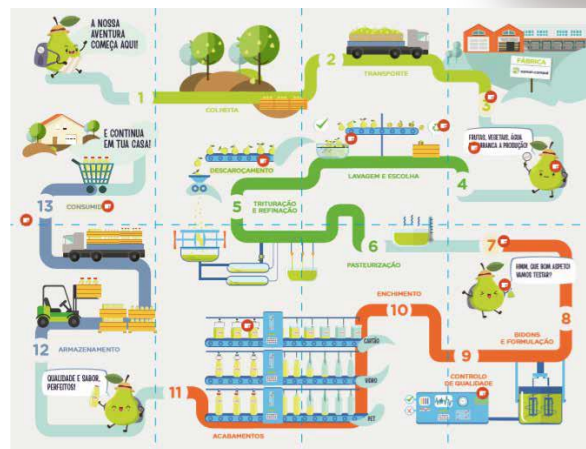 A NOSSA
AVENTURA
COMEÇA AQUI!
1
COLHEITA
2
TRANSPORTE
FÁBRICA
3
FRUTAS, VEGETAIS, ÁGUA
ARRANCA A PRODUÇÃO!
4
LAVAGEM E ESCOLHA
DESCAROÇAMENTO
5
TRITURAÇÃO
E REFINAÇÃO
6
PASTEURIZAÇÃO
7
HMM, QUE BOM ASPETO!
VAMOS TESTAR?
8
BIDONS
E FORMULAÇÃO
9
CONTROLO
DE QUALIDADE
ENCHIMENTO
10
CARTÃO
VIDRO
PET
11
ACABAMENTOS
QUALIDADE E SABOR,
PERFEITOS!
12
ARMAZENAMENTO
13
CONSUMO
E CONTINUA
EM TUA CASA!